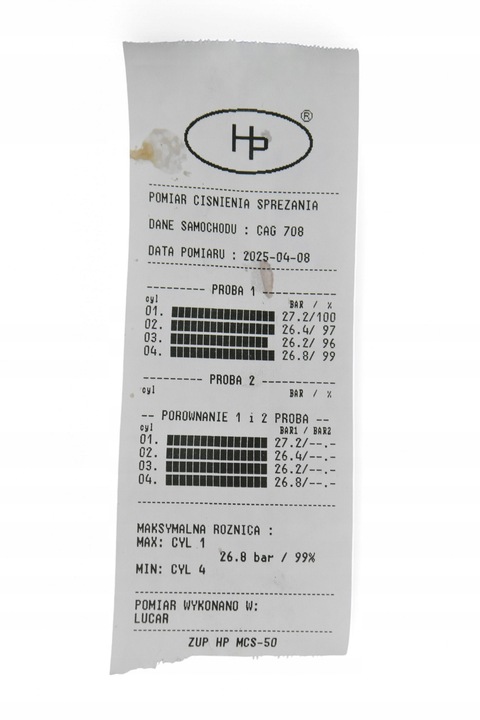 HP ®
POMIAR CISNIENIA SPREZANIA
DANE SAMOCHODU : CAG 708
DATA POMIARU : 2025-04-08
--------- PROBA 1 ---------
cyl BAR / %
01. 27.2/100
02. 26.4/ 97
03. 26.2/ 96
04. 26.8/ 99
--------- PROBA 2 ---------
cyl BAR / %
-- POROWNANIE 1 i 2 PROBA --
cyl BAR1 / BAR2
01. 27.2/--.-
02. 26.4/--.-
03. 26.2/--.-
04. 26.8/--.-
MAKSYMALNA ROZNICA :
MAX: CYL 1
26.8 bar / 99%
MIN: CYL 4
POMIAR WYKONANO W:
LUCAR
ZUP HP MCS-50